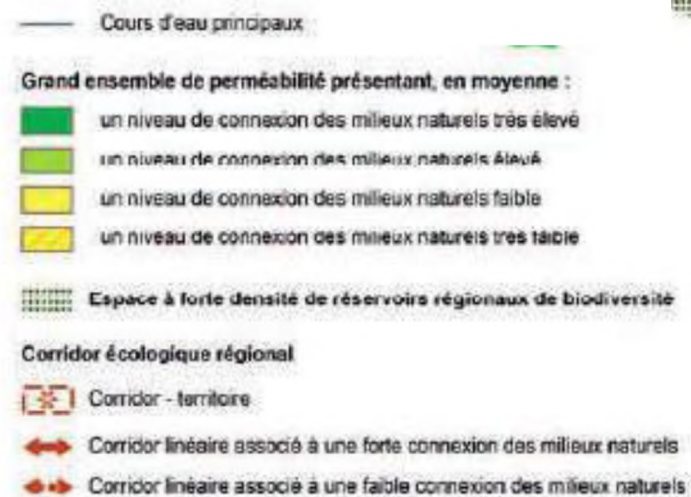 Cours d'eau principaux
Grand ensemble de perméabilité présentant, en moyenne :
un niveau de connexion des milieux naturels très élevé
un niveau de connexion des milieux naturels élevé
un niveau de connexion des milieux naturels faible
un niveau de connexion des milieux naturels très faible
Espace à forte densité de réservoirs régionaux de biodiversité
Corridor écologique régional
Corridor - territoire
Corridor linéaire associé à une forte connexion des milieux naturels
Corridor linéaire associé à une faible connexion des milieux naturels